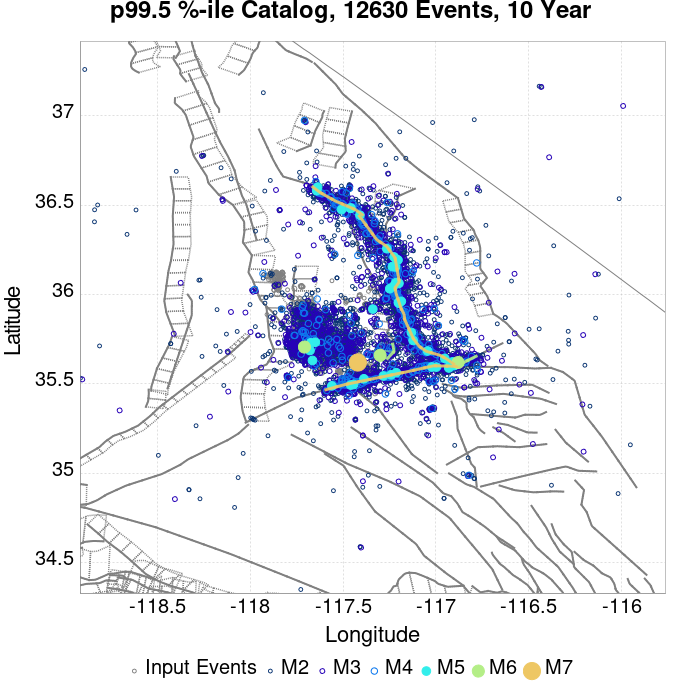 p99.5 %-ile Catalog, 12630 Events, 10 Year
37
36.5
36
35.5
35
34.5
Latitude
-118.5 -118 -117.5 -117 -116.5 -116
Longitude
Input Events M2 M3 M4 M5 M6 M7